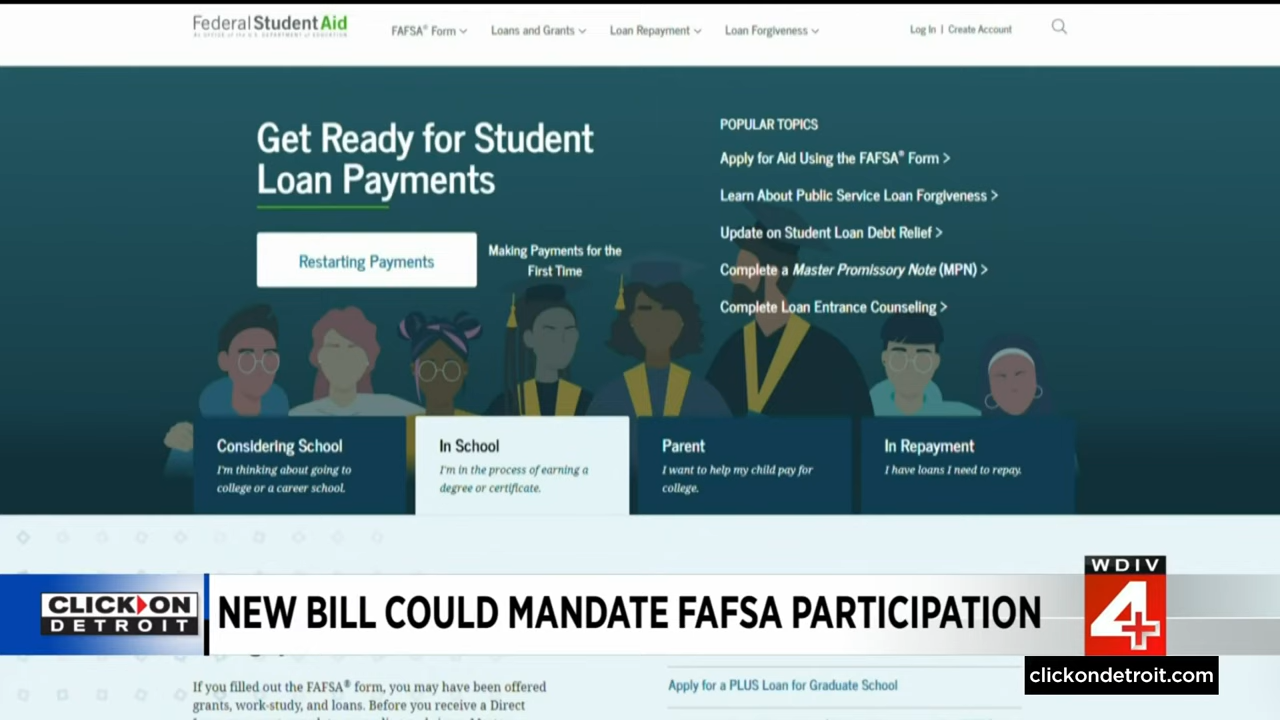 Federal Student Aid
FAFSA® Form
Loans and Grants
Loan Repayment
Loan Forgiveness
Log In | Create Account
Get Ready for Student
Loan Payments
Restarting Payments
Making Payments for the
First Time
POPULAR TOPICS
Apply for Aid Using the FAFSA® Form >
Learn About Public Service Loan Forgiveness >
Update on Student Loan Debt Relief >
Complete a Master Promissory Note (MPN) >
Complete Loan Entrance Counseling >
Considering School
I'm thinking about going to
college or a career school.
In School
I'm in the process of earning a
degree or certificate.
Parent
I want to help my child pay for
college.
In Repayment
I have loans I need to repay.
CLICK ON
DETROIT
NEW BILL COULD MANDATE FAFSA PARTICIPATION
WDIV
4+
clickondetroit.com
If you filled out the FAFSA® form, you may have been offered
grants, work-study, and loans. Before you receive a Direct
Apply for a PLUS Loan for Graduate School